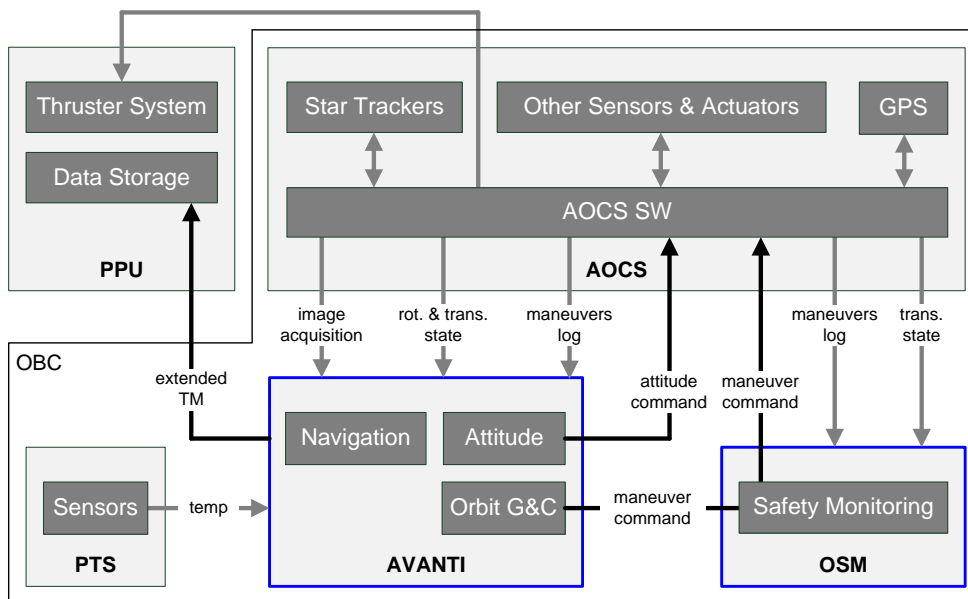 Thruster System
Data Storage
PPU
Star Trackers
Other Sensors & Actuators
GPS
AOCS SW
AOCS
image
acquisition
rot. & trans.
state
maneuvers
log
attitude
command
maneuver
command
maneuvers
log
trans.
state
OBC
extended
TM
Navigation
Attitude
Orbit G&C
AVANTI
Sensors
PTS
temp
maneuver
command
Safety Monitoring
OSM